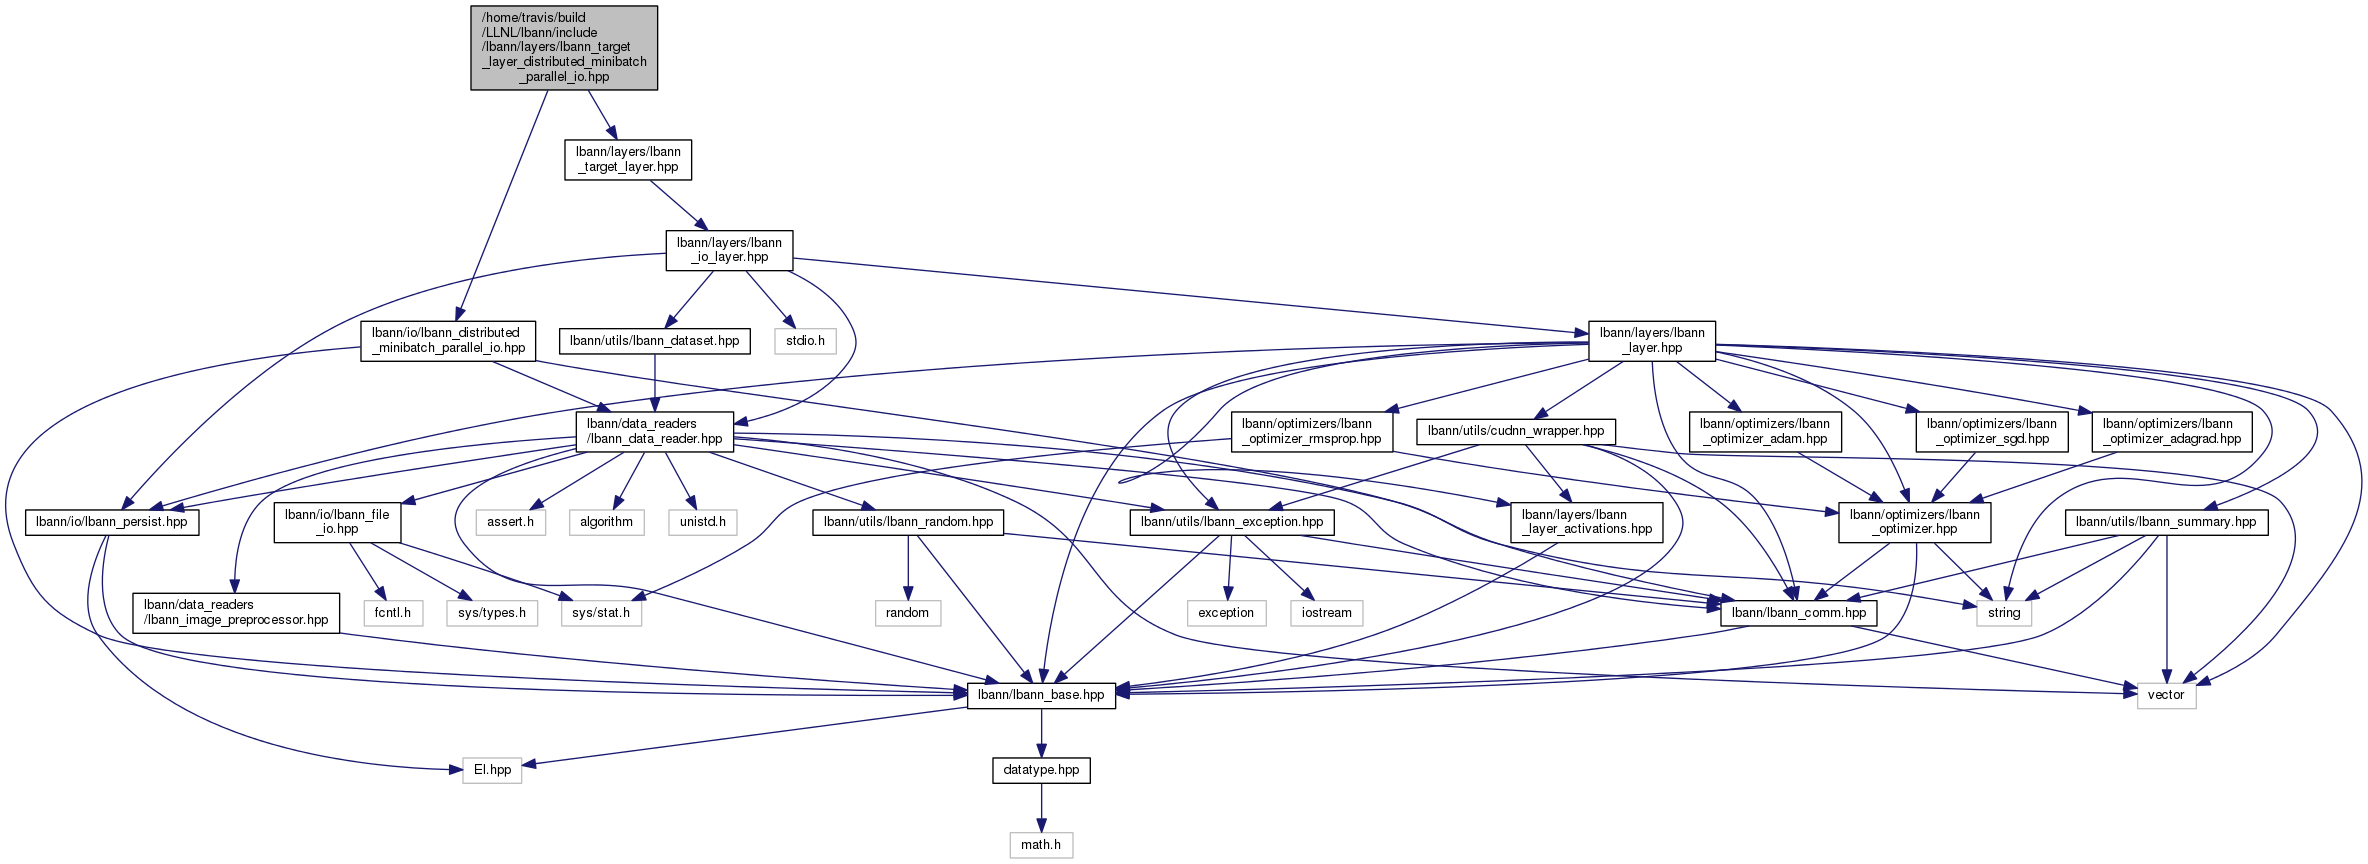 /home/travis/build
/LLNL/lbann/include
/lbann/layers/lbann_target
_layer_distributed_minibatch
_parallel_io.hpp
lbann/layers/lbann
_target_layer.hpp
lbann/layers/lbann
_io_layer.hpp
lbann/io/lbann_distributed
_minibatch_parallel_io.hpp
lbann/utils/lbann_dataset.hpp
stdio.h
lbann/layers/lbann
_layer.hpp
lbann/data_readers
/lbann_data_reader.hpp
lbann/optimizers/lbann
_optimizer_rmsprop.hpp
lbann/utils/cudnn_wrapper.hpp
lbann/optimizers/lbann
_optimizer_adam.hpp
lbann/optimizers/lbann
_optimizer_sgd.hpp
lbann/optimizers/lbann
_optimizer_adagrad.hpp
lbann/io/lbann_persist.hpp
lbann/io/lbann_file
_io.hpp
assert.h
algorithm
unistd.h
lbann/utils/lbann_random.hpp
lbann/utils/lbann_exception.hpp
lbann/layers/lbann
_layer_activations.hpp
lbann/optimizers/lbann
_optimizer.hpp
lbann/utils/lbann_summary.hpp
lbann/data_readers
/lbann_image_preprocessor.hpp
fcntl.h
sys/types.h
sys/stat.h
random
exception
iostream
lbann/lbann_comm.hpp
string
lbann/lbann_base.hpp
vector
El.hpp
datatype.hpp
math.h